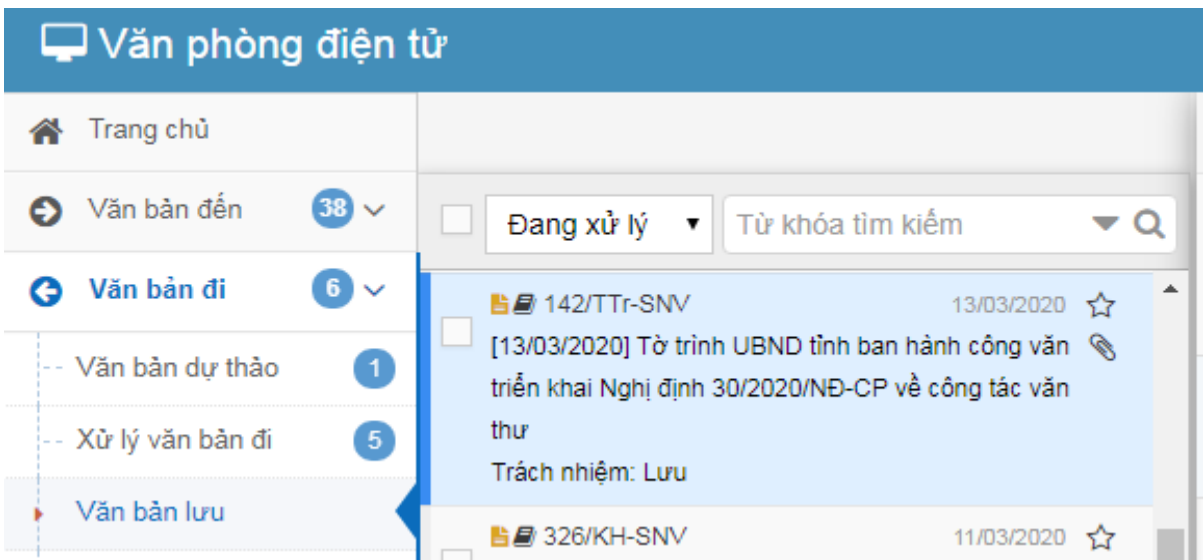 Văn phòng điện tử
Trang chủ
Văn bản đến 38
Văn bản đi 6
Văn bản dự thảo 1
Xử lý văn bản đi 5
Văn bản lưu
Đang xử lý
Từ khóa tìm kiếm
142/TTr-SNV 13/03/2020
[13/03/2020] Tờ trình UBND tỉnh ban hành công văn
triển khai Nghị định 30/2020/NĐ-CP về công tác văn
thư
Trách nhiệm: Lưu
326/KH-SNV 11/03/2020